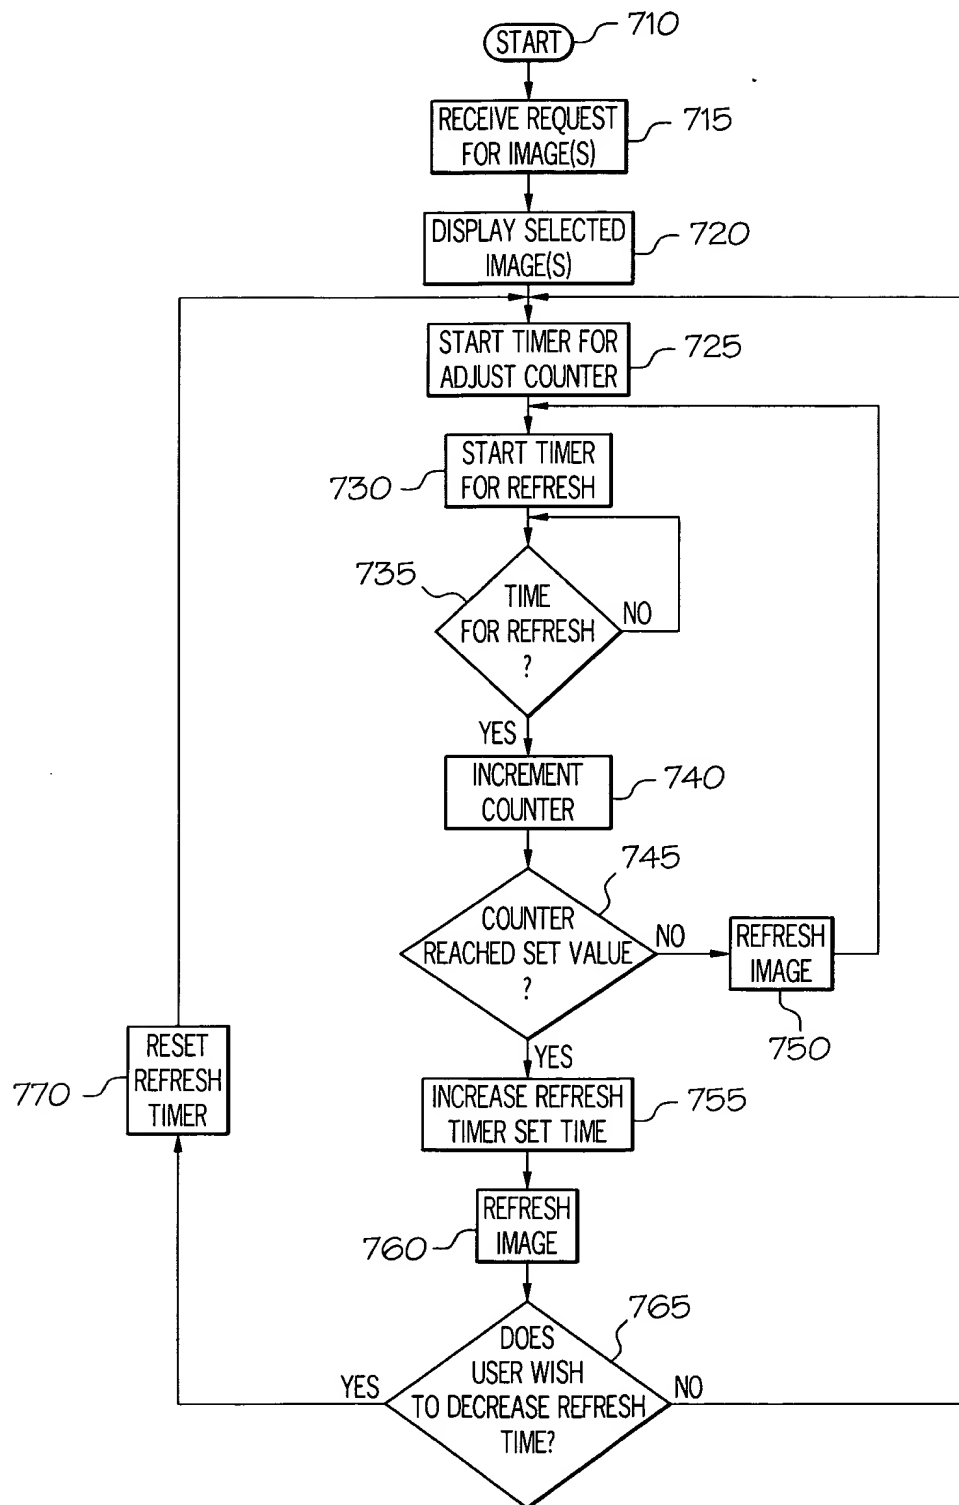 START
710
RECEIVE REQUEST
FOR IMAGE(S)
715
DISPLAY SELECTED
IMAGE(S)
720
START TIMER FOR
ADJUST COUNTER
725
START TIMER
FOR REFRESH
730
735
TIME
FOR REFRESH
?
NO
YES
INCREMENT
COUNTER
740
745
COUNTER
REACHED SET VALUE
?
NO
REFRESH
IMAGE
750
YES
RESET
REFRESH
TIMER
770
INCREASE REFRESH
TIMER SET TIME
755
REFRESH
IMAGE
760
765
DOES
USER WISH
TO DECREASE REFRESH
TIME?
YES
NO